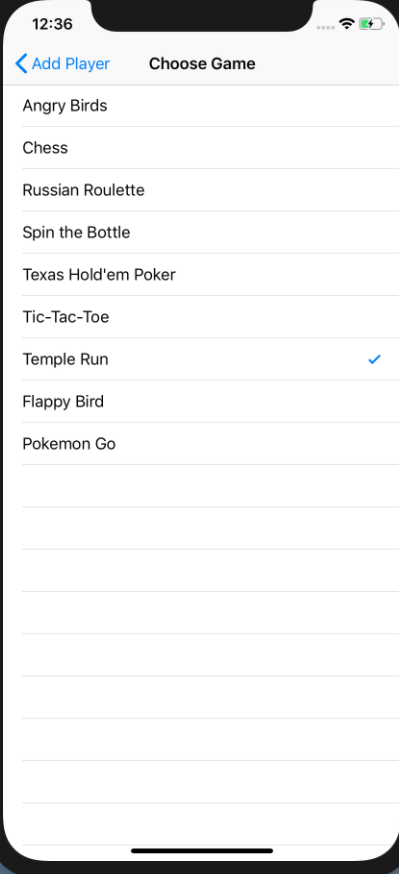 12:36
Add Player
Choose Game
Angry Birds
Chess
Russian Roulette
Spin the Bottle
Texas Hold'em Poker
Tic-Tac-Toe
Temple Run
Flappy Bird
Pokemon Go